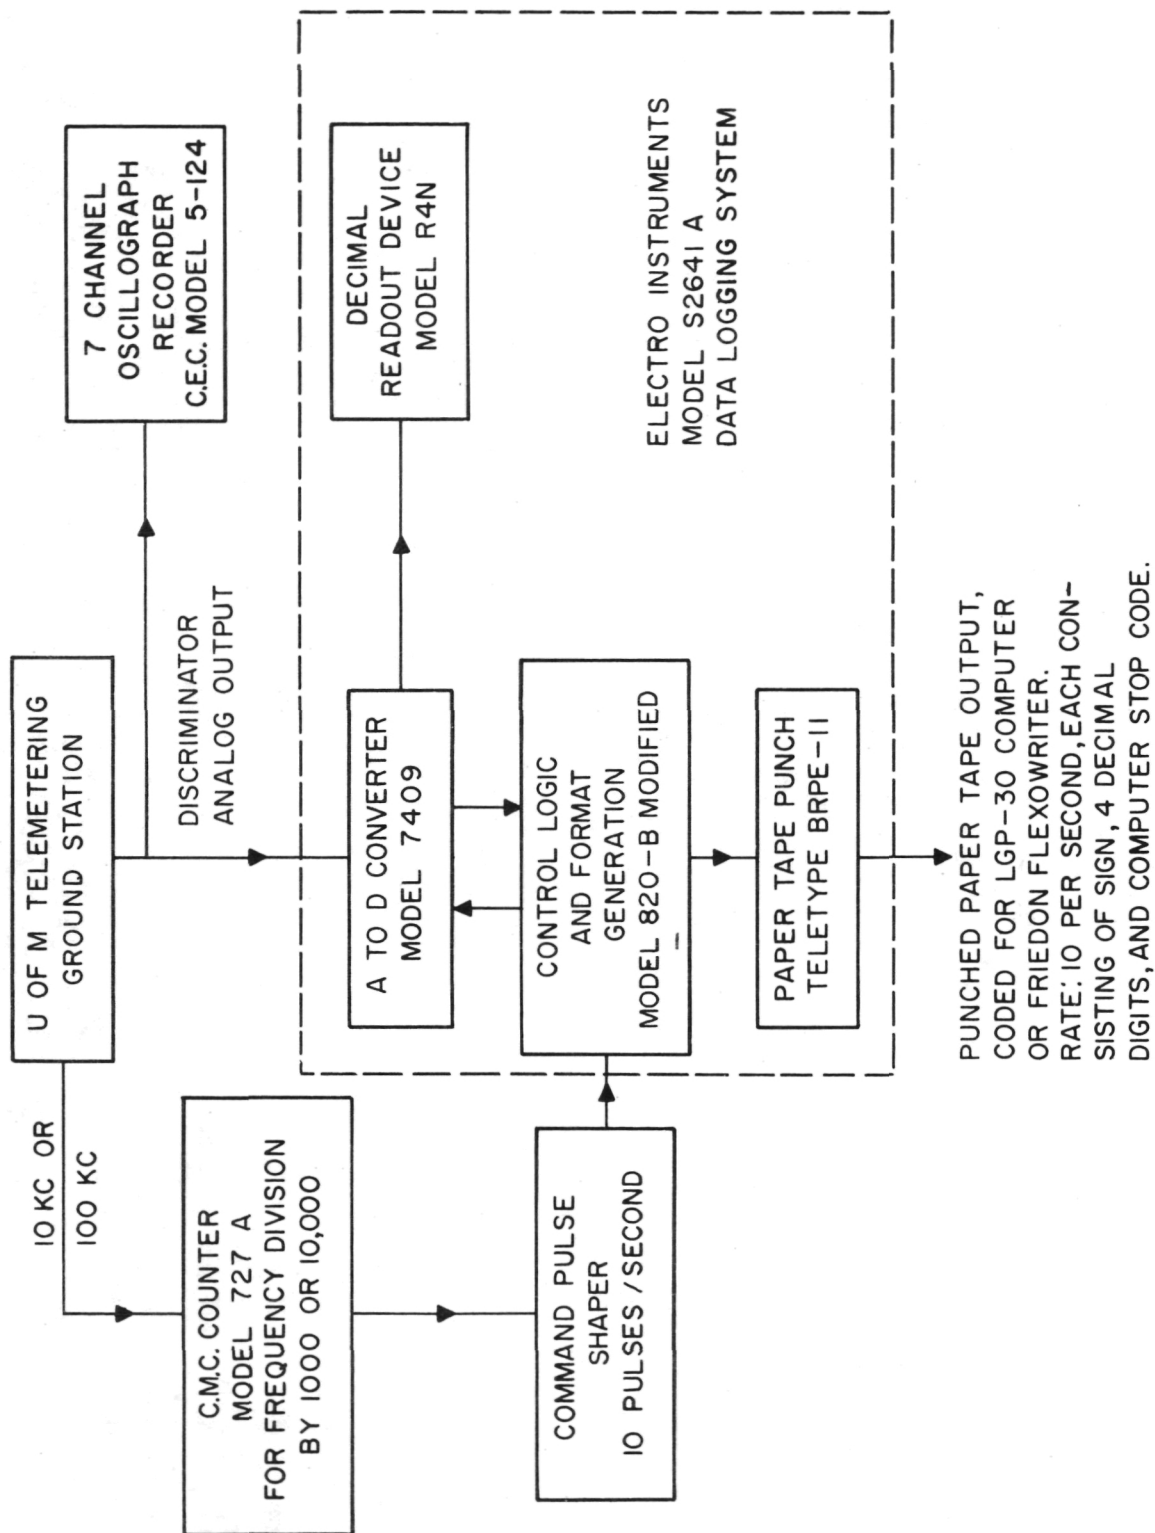 U OF M TELEMETERING
GROUND STATION
10 KC OR
100 KC
DISCRIMINATOR
ANALOG OUTPUT
7 CHANNEL
OSCILLOGRAPH
RECORDER
C.E.C. MODEL 5-124
C.M.C. COUNTER
MODEL 727 A
FOR FREQUENCY DIVISION
BY 1000 OR 10,000
A TO D CONVERTER
MODEL 7409
DECIMAL
READOUT DEVICE
MODEL R4N
COMMAND PULSE
SHAPER
10 PULSES / SECOND
CONTROL LOGIC
AND FORMAT
GENERATION
MODEL 820-B MODIFIED
ELECTRO INSTRUMENTS
MODEL S2641 A
DATA LOGGING SYSTEM
PAPER TAPE PUNCH
TELETYPE BRPE-11
PUNCHED PAPER TAPE OUTPUT,
CODED FOR LGP-30 COMPUTER
OR FRIEDON FLEXOWRITER.
RATE: 10 PER SECOND, EACH CON-
SISTING OF SIGN, 4 DECIMAL
DIGITS, AND COMPUTER STOP CODE.